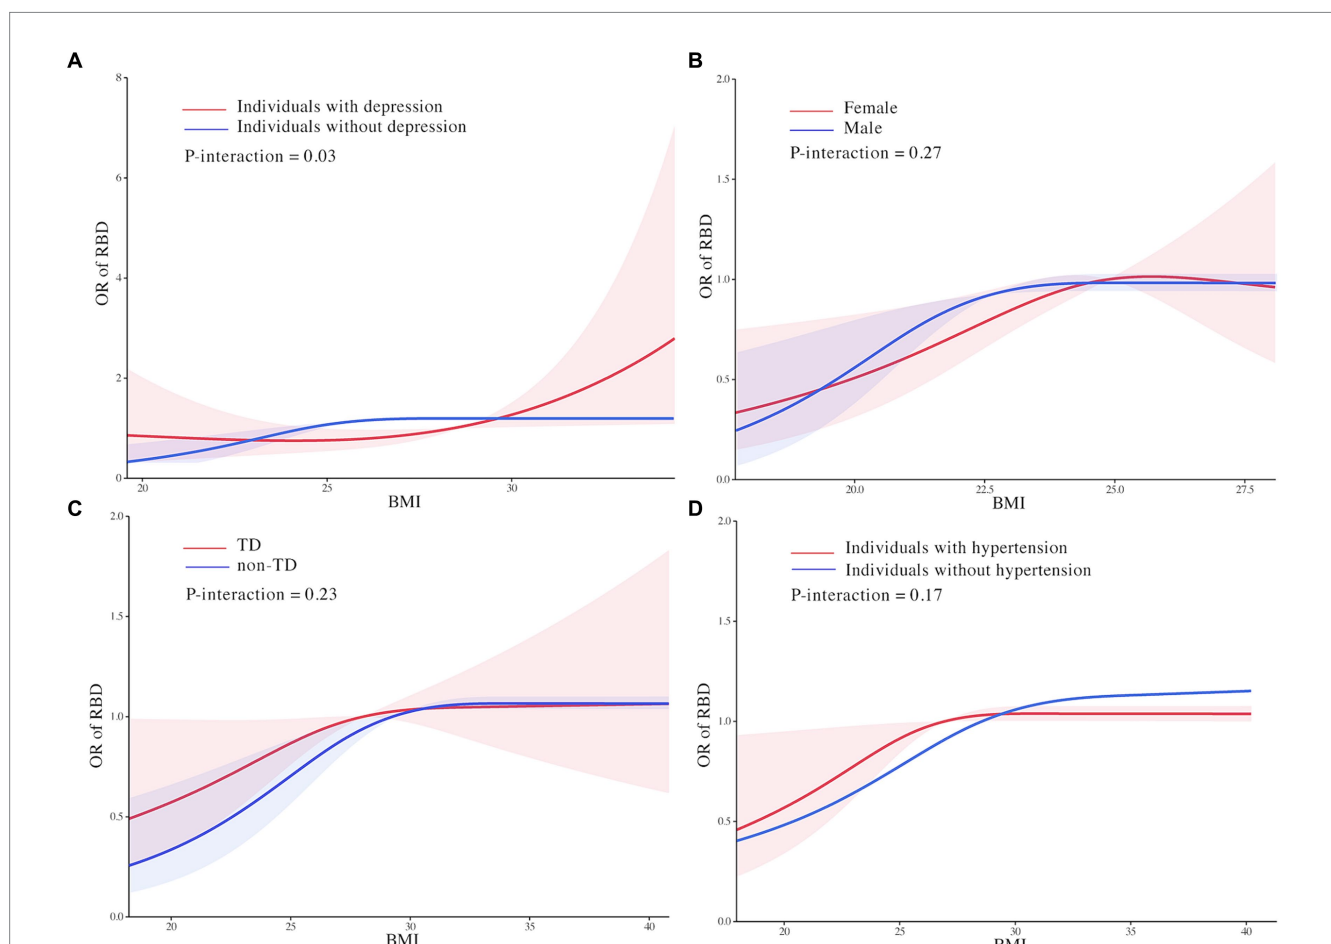 A
8
6
4
2
0
OR of RBD
Individuals with depression
Individuals without depression
P-interaction = 0.03
20
25
30
BMI
B
2.0
1.5
1.0
0.5
0.0
OR of RBD
Female
Male
P-interaction = 0.27
20.0
22.5
25.0
27.5
BMI
C
2.0
1.5
1.0
0.5
0.0
OR of RBD
TD
non-TD
P-interaction = 0.23
20
25
30
35
40
BMI
D
2.0
1.5
1.0
0.5
0.0
OR of RBD
Individuals with hypertension
Individuals without hypertension
P-interaction = 0.17
20
25
30
35
40
BMI